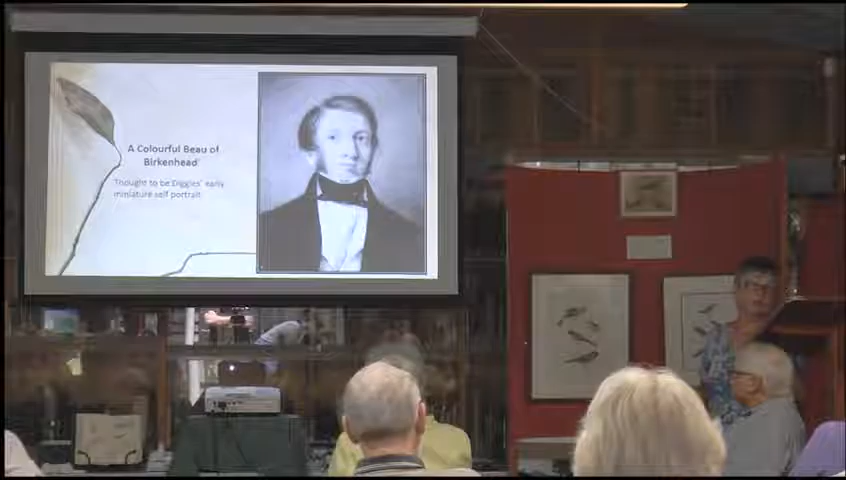 A Colourful Beau of
Birkenhead'
Thought to be Diggles' early
miniature self portrait.